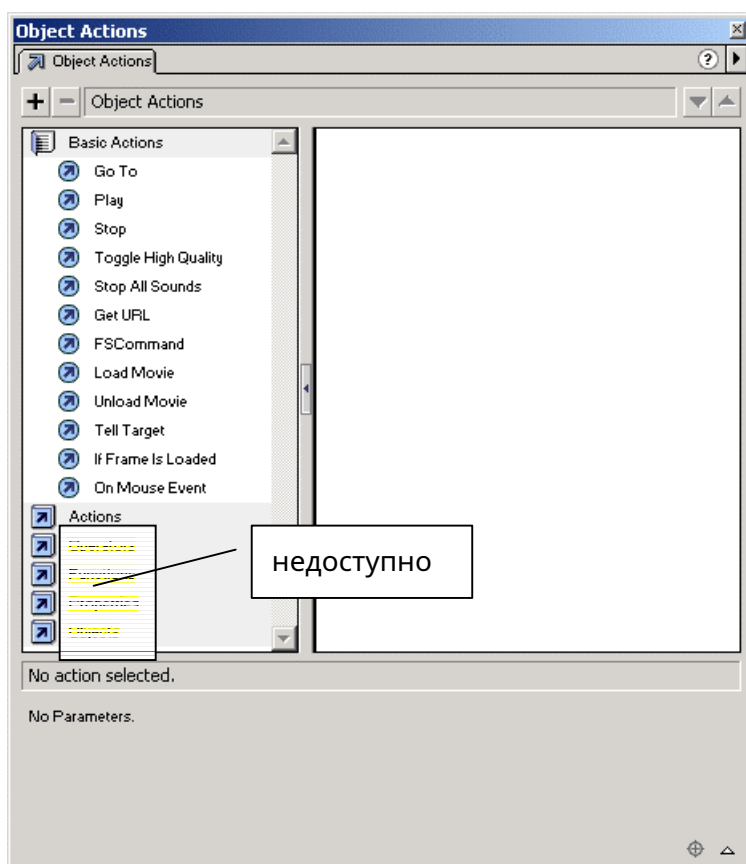 Object Actions
Object Actions
?
+ − Object Actions
Basic Actions
Go To
Play
Stop
Toggle High Quality
Stop All Sounds
Get URL
FSCommand
Load Movie
Unload Movie
Tell Target
If Frame Is Loaded
On Mouse Event
Actions
недоступно
No action selected.
No Parameters.